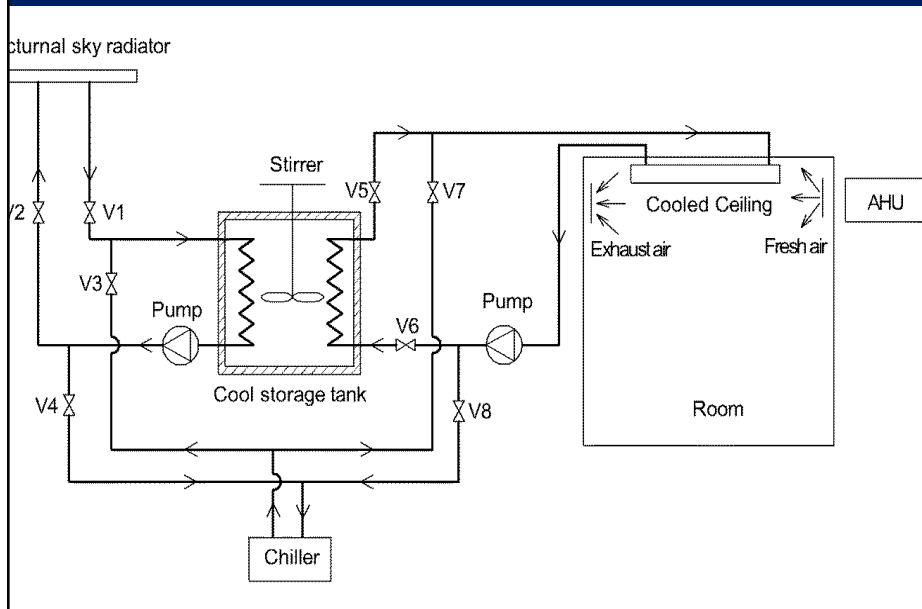 cturnal sky radiator
Stirrer
V5
V7
Cooled Ceiling
AHU
V2
V1
Exhaust air
Fresh air
V3
Pump
Pump
V6
Cool storage tank
V4
V8
Room
Chiller